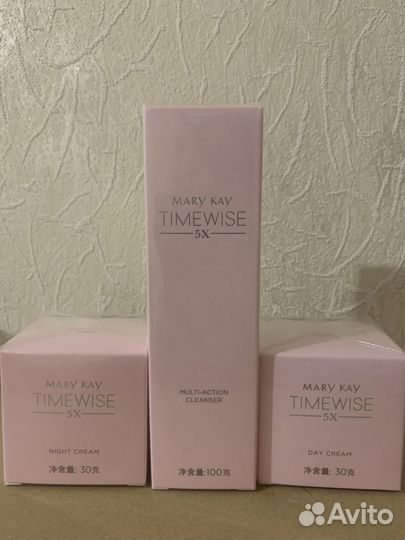 MARY KAY
TIMEWISE
5X
NIGHT CREAM
净含量: 30克
MARY KAY
TIMEWISE
5X
MULTI-ACTION
CLEANSER
净含量:100克
MARY KAY
TIMEWISE
5X
DAY CREAM
净含量: 30克
Avito